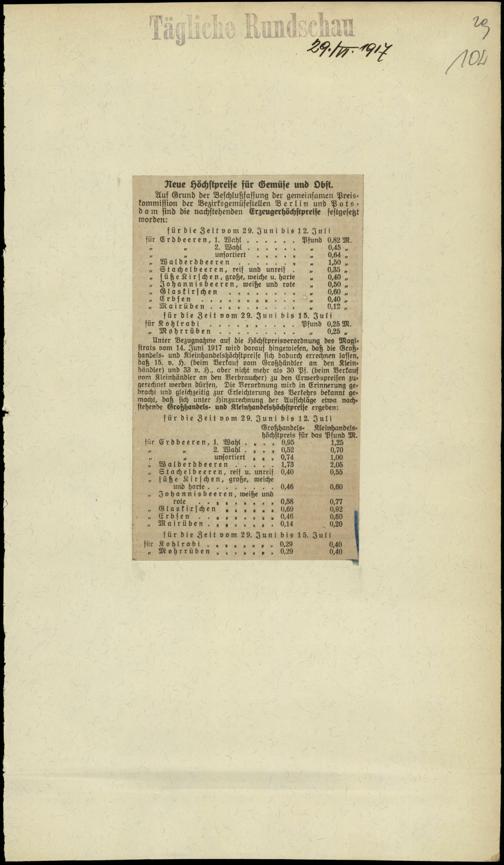 Tägliche Rundschau
29./VI. 1917
104
Neue Höchstpreise für Gemüse und Obst.
Auf Grund der Beschlußfassung der gemeinsamen Preis-
kommission der Bezirksgemüsestellen Berlin und Pots-
dam sind die nachstehenden Erzeugerhöchstpreise festgesetzt
worden:
für die Zeit vom 29. Juni bis 12. Juli
für Erdbeeren, 1. Wahl . . . . . . Pfund 0,82 M.
„ „ 2. Wahl . . . . . . „ 0,45 „
„ „ unsortiert . . . . . „ 0,64 „
„ Walderdbeeren . . . . . . . „ 1,50 „
„ Stachelbeeren, reif und unreif . „ 0,35 „
„ süße Kirschen, große, weiche u. harte „ 0,40 „
„ Johannisbeeren, weiße und rote „ 0,50 „
„ Glaskirschen . . . . . . . . „ 0,60 „
„ Erbsen . . . . . . . . . . „ 0,40 „
„ Mairüben . . . . . . . . . „ 0,12 „
für die Zeit vom 29. Juni bis 15. Juli
für Kohlrabi . . . . . . . . . Pfund 0,25 M.
„ Mohrrüben . . . . . . . . „ 0,25 „
Unter Bezugnahme auf die Höchstpreisverordnung des Magi-
strats vom 14. Juni 1917 wird darauf hingewiesen, daß die Groß-
handels- und Kleinhandelshöchstpreise sich dadurch errechnen lassen,
daß 15. v. H. (beim Verkauf vom Großhändler an den Klein-
händler) und 33 v. H., aber nicht mehr als 30 Pf. (beim Verkauf
vom Kleinhändler an den Verbraucher) zu den Erwerbspreisen zu-
gerechnet werden dürfen. Die Verordnung wird in Erinnerung ge-
bracht und gleichzeitig zur Erleichterung des Verkehrs bekannt ge-
macht, daß sich unter Hinzurechnung der Aufschläge etwa nach-
stehende Großhandels- und Kleinhandelshöchstpreise ergeben:
für die Zeit vom 29. Juni bis 12. Juli
Großhandels- Kleinhandels-
höchstpreis für das Pfund M.
für Erdbeeren, 1. Wahl . . . . 0,95 1,25
„ „ 2. Wahl . . . . 0,52 0,70
„ „ unsortiert . . . . 0,74 1,00
„ Walderdbeeren . . . . . 1,73 2,05
„ Stachelbeeren, reif u. unreif 0,40 0,55
„ süße Kirschen, große, weiche
und harte . . . . . . . . 0,46 0,60
„ Johannisbeeren, weiße und
rote . . . . . . . . . 0,58 0,77
„ Glaskirschen . . . . . . 0,69 0,92
„ Erbsen . . . . . . . . 0,46 0,60
„ Mairüben . . . . . . . 0,14 0,20
für die Zeit vom 29. Juni bis 15. Juli
für Kohlrabi . . . . . . . . 0,29 0,40
„ Mohrrüben . . . . . . . 0,29 0,40